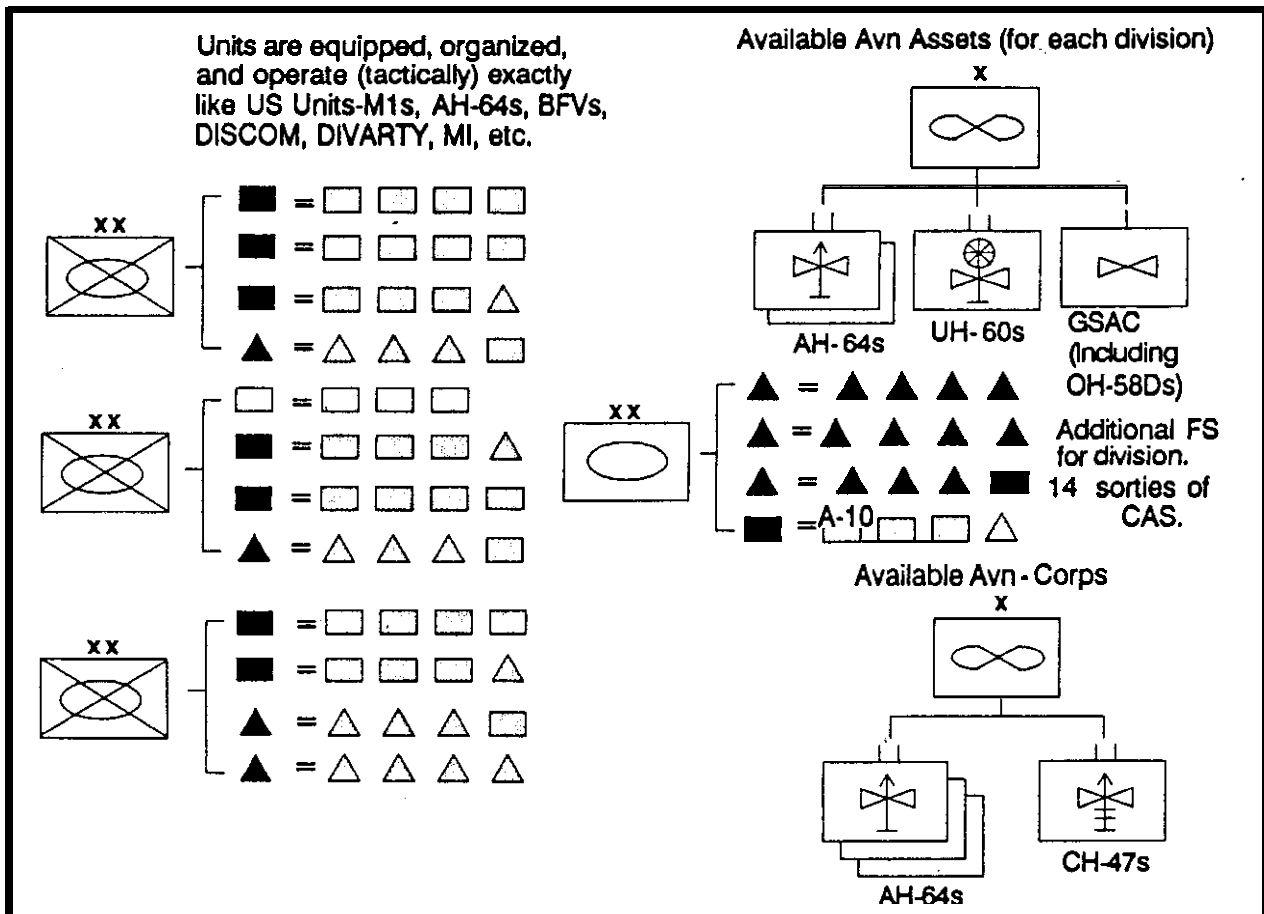 Units are equipped, organized,
and operate (tactically) exactly
like US Units-M1s, AH-64s, BFVs,
DISCOM, DIVARTY, MI, etc.
Available Avn Assets (for each division)
x
AH-64s
UH-60s
GSAC
(Including
OH-58Ds)
xx
= 
=
=
=
xx
=
=
=
=
xx
=
=
=
=
xx
=
=
=
= A-10
Additional FS
for division.
14 sorties of
CAS.
Available Avn - Corps
x
AH-64s
CH-47s